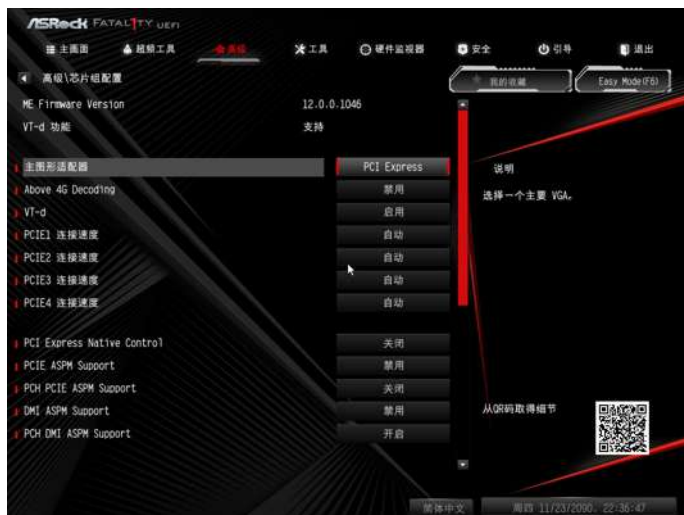 ASRock FATAL1TY UEFI
主画面 超频工具 高级 工具 硬件监视器 安全 引导 退出
高级\芯片组配置 我的收藏 Easy Mode(F6)
ME Firmware Version 12.0.0.1046
VT-d 功能 支持
主图形适配器 PCI Express
说明
Above 4G Decoding 禁用
选择一个主要 VGA。
VT-d 启用
PCIE1 连接速度 自动
PCIE2 连接速度 自动
PCIE3 连接速度 自动
PCIE4 连接速度 自动
PCI Express Native Control 关闭
PCIE ASPM Support 禁用
PCH PCIE ASPM Support 关闭
DMI ASPM Support 禁用
从QR码取得细节
PCH DMI ASPM Support 开启
简体中文 周四 11/23/2090. 22:36:47